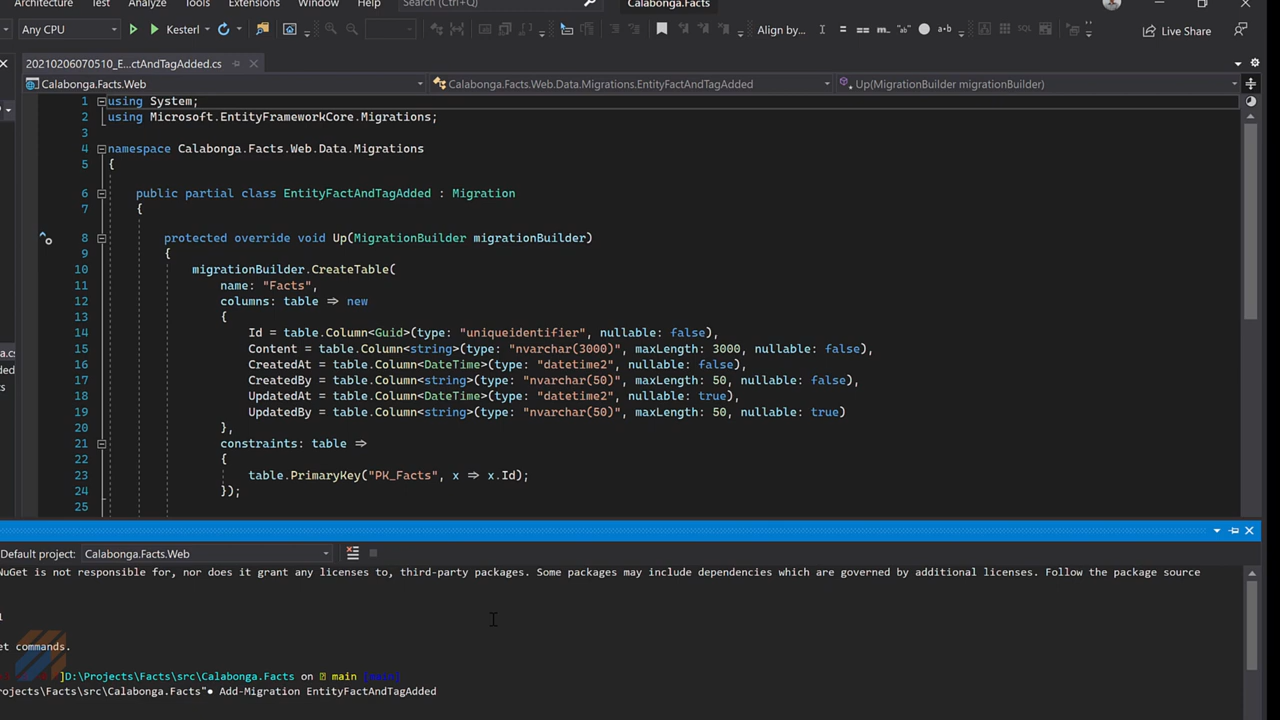 Architecture Test Analyze Tools Extensions Window Help Search (Ctrl+Q) Calabonga.Facts
Any CPU Kestrel Align by... = == "ab" a•b SQL Live Share
20210206070510_E...ctAndTagAdded.cs
Calabonga.Facts.Web Calabonga.Facts.Web.Data.Migrations.EntityFactAndTagAdded Up(MigrationBuilder migrationBuilder)
1 using System;
2 using Microsoft.EntityFrameworkCore.Migrations;
3
4 namespace Calabonga.Facts.Web.Data.Migrations
5 {
6 public partial class EntityFactAndTagAdded : Migration
7 {
8 protected override void Up(MigrationBuilder migrationBuilder)
9 {
10 migrationBuilder.CreateTable(
11 name: "Facts",
12 columns: table => new
13 {
14 Id = table.Column<Guid>(type: "uniqueidentifier", nullable: false),
15 Content = table.Column<string>(type: "nvarchar(3000)", maxLength: 3000, nullable: false),
16 CreatedAt = table.Column<DateTime>(type: "datetime2", nullable: false),
17 CreatedBy = table.Column<string>(type: "nvarchar(50)", maxLength: 50, nullable: false),
18 UpdatedAt = table.Column<DateTime>(type: "datetime2", nullable: true),
19 UpdatedBy = table.Column<string>(type: "nvarchar(50)", maxLength: 50, nullable: true)
20 },
21 constraints: table =>
22 {
23 table.PrimaryKey("PK_Facts", x => x.Id);
24 });
25
a.cs
ded
s
Default project: Calabonga.Facts.Web
NuGet is not responsible for, nor does it grant any licenses to, third-party packages. Some packages may include dependencies which are governed by additional licenses. Follow the package source
et commands.
]D:\Projects\Facts\src\Calabonga.Facts on main [main]
rojects\Facts\src\Calabonga.Facts"• Add-Migration EntityFactAndTagAdded